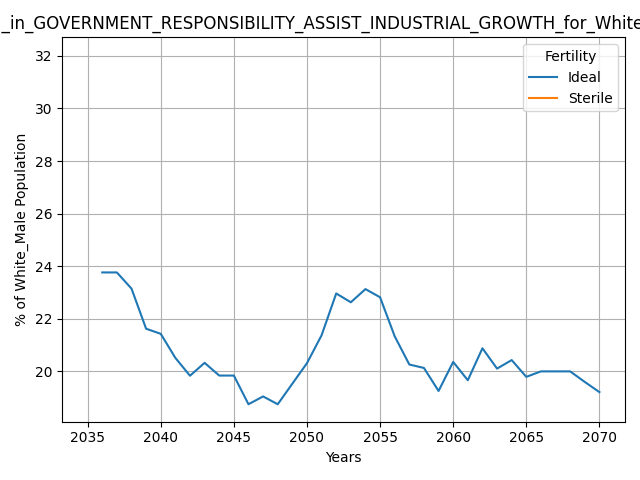 _in_GOVERNMENT_RESPONSIBILITY_ASSIST_INDUSTRIAL_GROWTH_for_White
Fertility
Ideal
Sterile
% of White_Male Population
32
30
28
26
24
22
20
2035 2040 2045 2050 2055 2060 2065 2070
Years